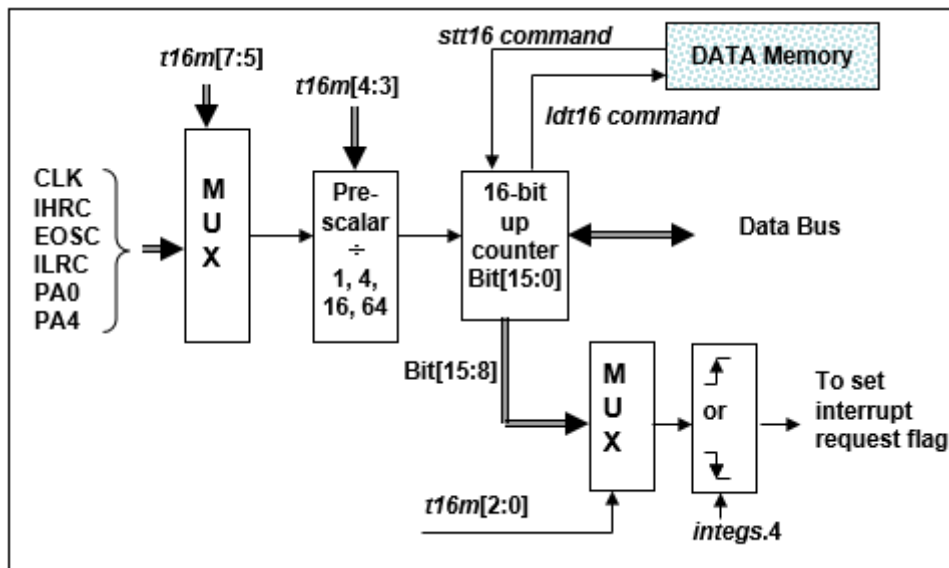 stt16 command
DATA Memory
t16m[7:5]
t16m[4:3]
ldt16 command
CLK
IHRC
EOSC
ILRC
PA0
PA4
M
U
X
Pre-
scalar
÷
1, 4,
16, 64
16-bit
up
counter
Bit[15:0]
Data Bus
Bit[15:8]
M
U
X
or
To set
interrupt
request flag
t16m[2:0]
integs.4